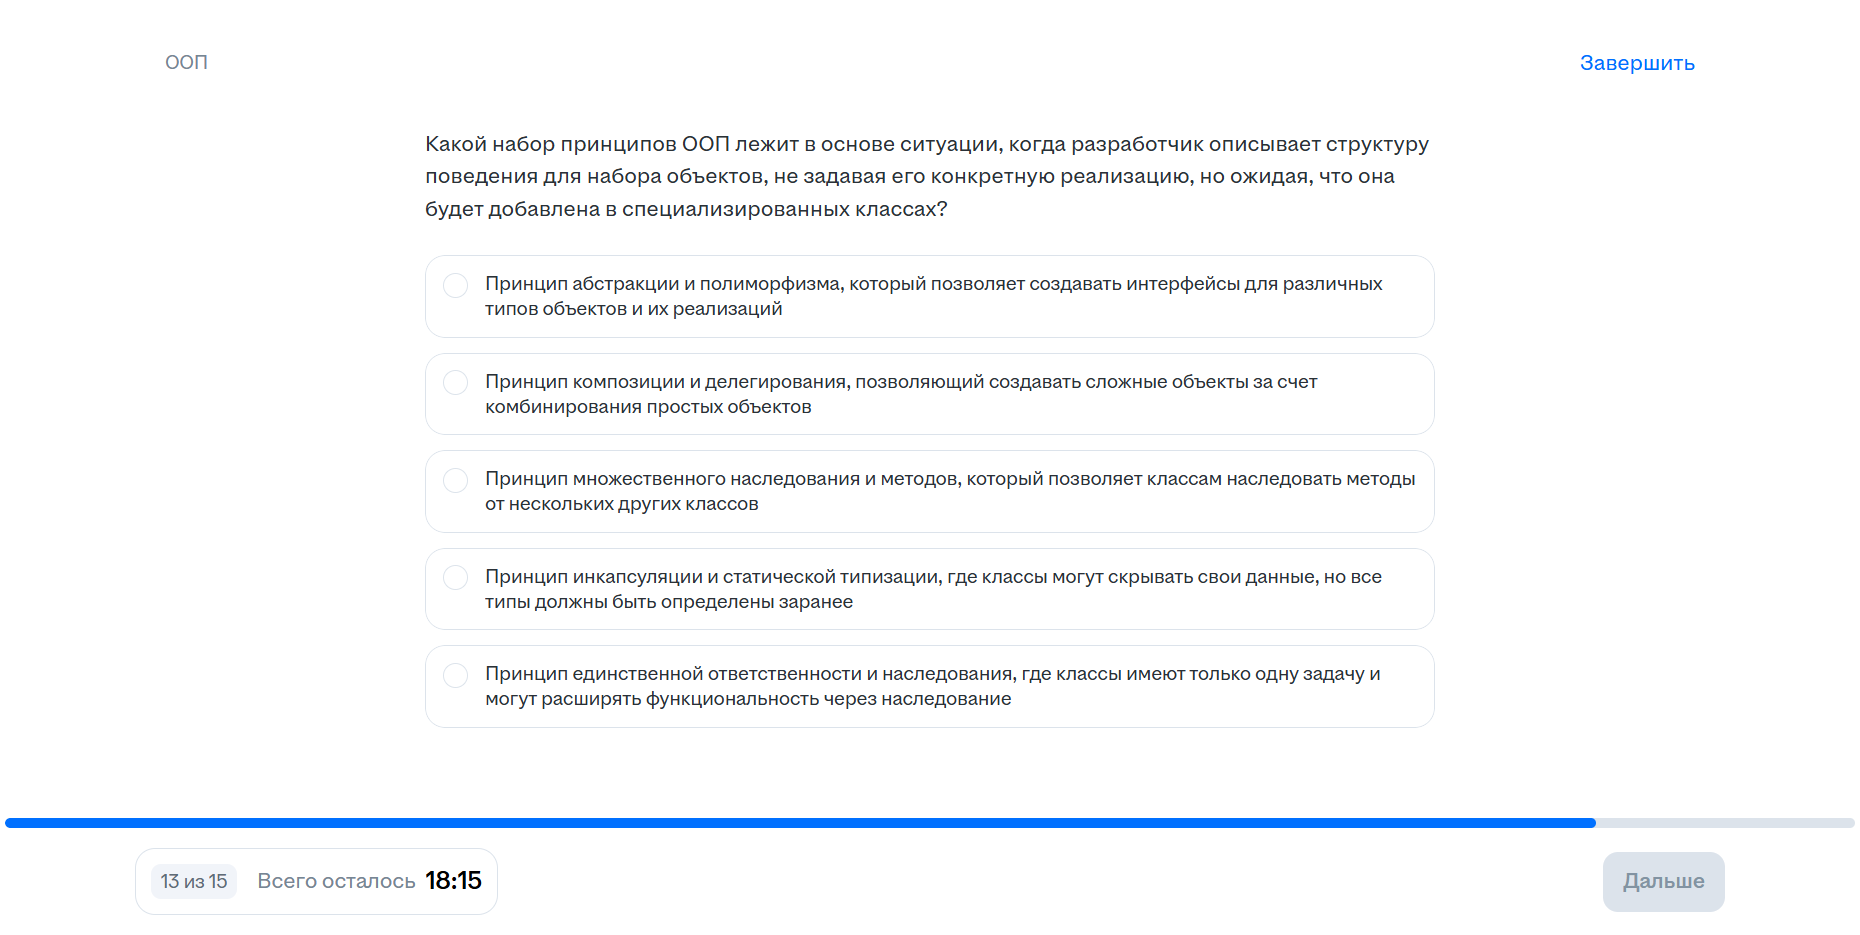 ООП
Завершить
Какой набор принципов ООП лежит в основе ситуации, когда разработчик описывает структуру
поведения для набора объектов, не задавая его конкретную реализацию, но ожидая, что она
будет добавлена в специализированных классах?
Принцип абстракции и полиморфизма, который позволяет создавать интерфейсы для различных
типов объектов и их реализаций
Принцип композиции и делегирования, позволяющий создавать сложные объекты за счет
комбинирования простых объектов
Принцип множественного наследования и методов, который позволяет классам наследовать методы
от нескольких других классов
Принцип инкапсуляции и статической типизации, где классы могут скрывать свои данные, но все
типы должны быть определены заранее
Принцип единственной ответственности и наследования, где классы имеют только одну задачу и
могут расширять функциональность через наследование
13 из 15 Всего осталось 18:15
Дальше